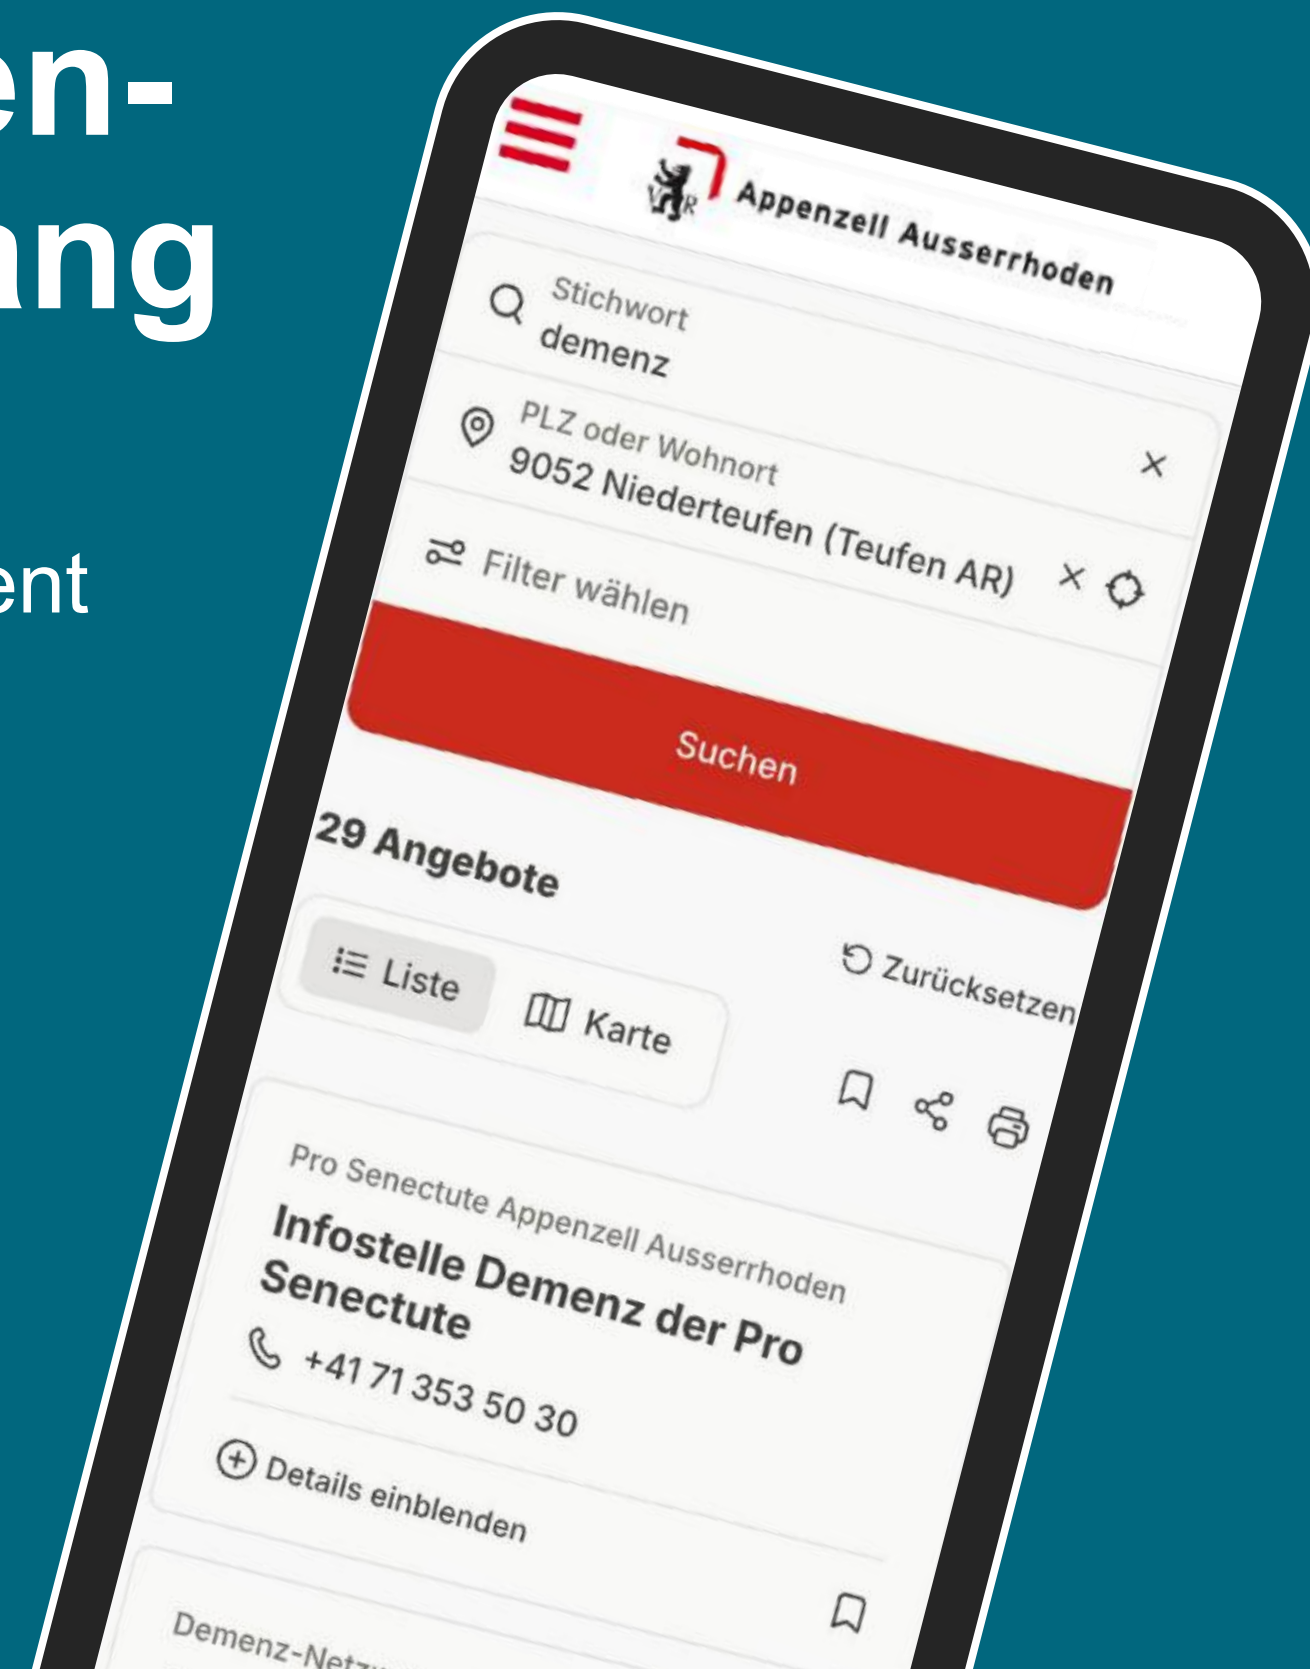 en-
ang
ent
Appenzell Ausserrhoden
Stichwort
demenz
PLZ oder Wohnort
9052 Niederteufen (Teufen AR)
Filter wählen
Suchen
29 Angebote
Zurücksetzen
Liste
Karte
Pro Senectute Appenzell Ausserrhoden
Infostelle Demenz der Pro
Senectute
+41 71 353 50 30
Details einblenden